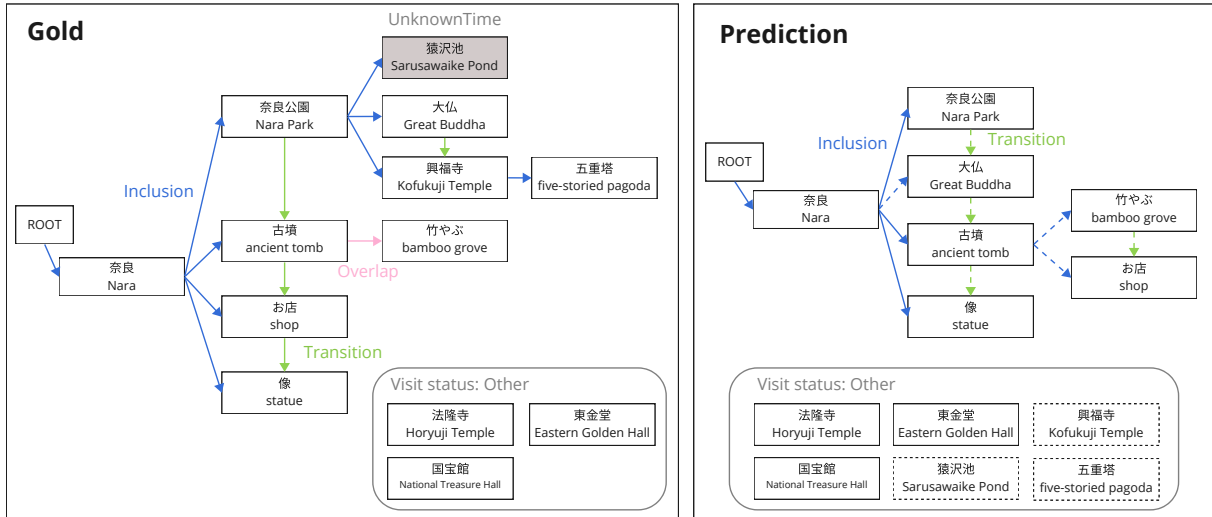 Gold
UnknownTime
猿沢池
Sarusawaike Pond
奈良公園
Nara Park
大仏
Great Buddha
興福寺
Kofukuji Temple
五重塔
five-storied pagoda
Inclusion
ROOT
奈良
Nara
古墳
ancient tomb
竹やぶ
bamboo grove
Overlap
お店
shop
Transition
像
statue
Visit status: Other
法隆寺
Horyuji Temple
東金堂
Eastern Golden Hall
国宝館
National Treasure Hall
Prediction
奈良公園
Nara Park
Inclusion
Transition
ROOT
大仏
Great Buddha
奈良
Nara
竹やぶ
bamboo grove
古墳
ancient tomb
お店
shop
像
statue
Visit status: Other
法隆寺
Horyuji Temple
東金堂
Eastern Golden Hall
興福寺
Kofukuji Temple
国宝館
National Treasure Hall
猿沢池
Sarusawaike Pond
五重塔
five-storied pagoda